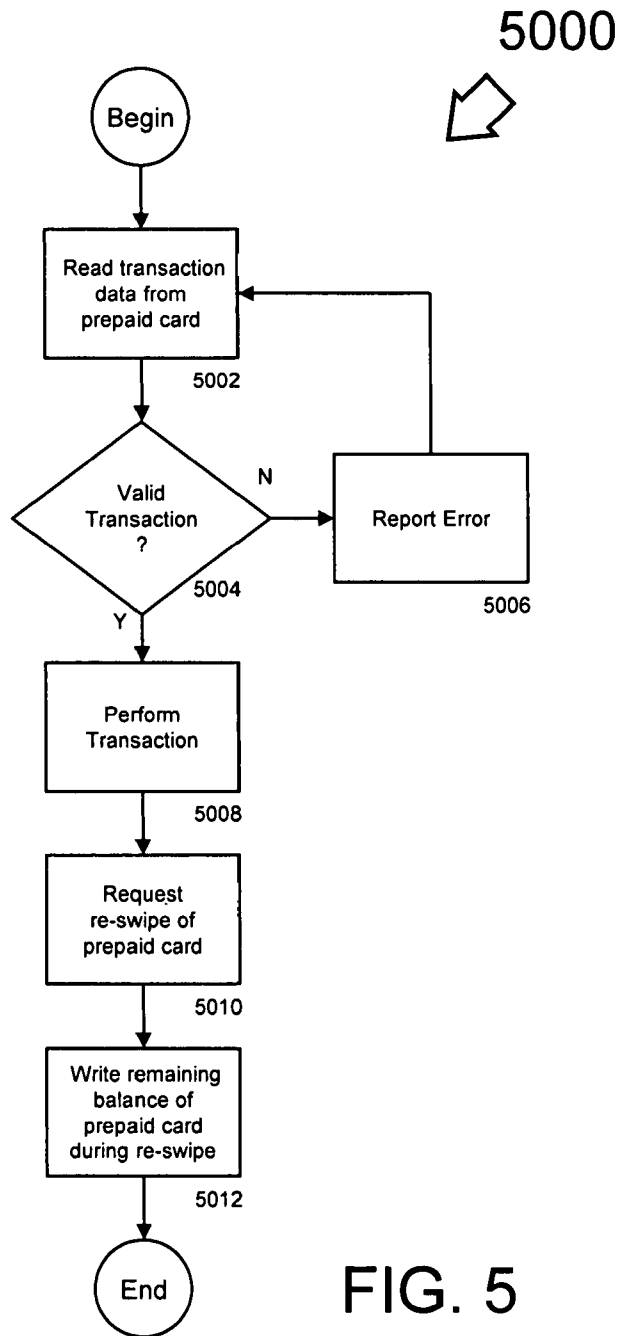 5000
Begin
Read transaction
data from
prepaid card
5002
Valid
Transaction
?
N
5004
Y
Report Error
5006
Perform
Transaction
5008
Request
re-swipe of
prepaid card
5010
Write remaining
balance of
prepaid card
during re-swipe
5012
End
FIG. 5